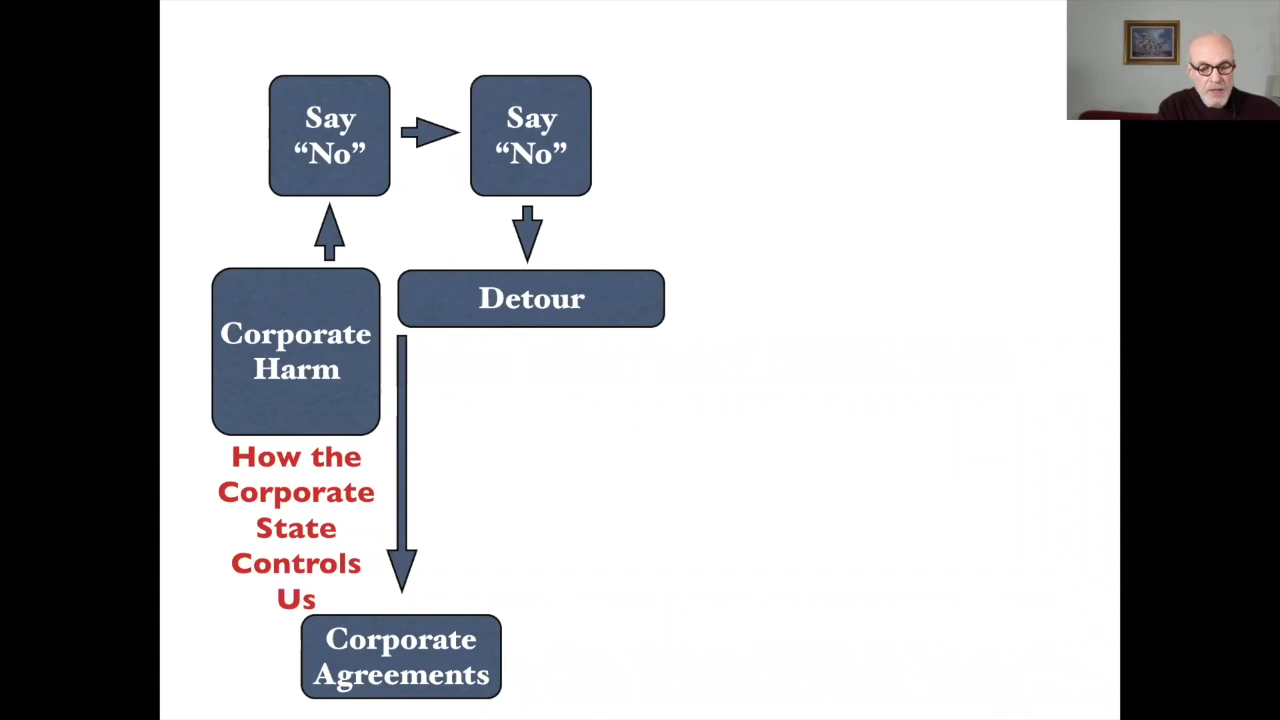 Say
“No”
Say
“No”
Detour
Corporate
Harm
How the
Corporate
State
Controls
Us
Corporate
Agreements